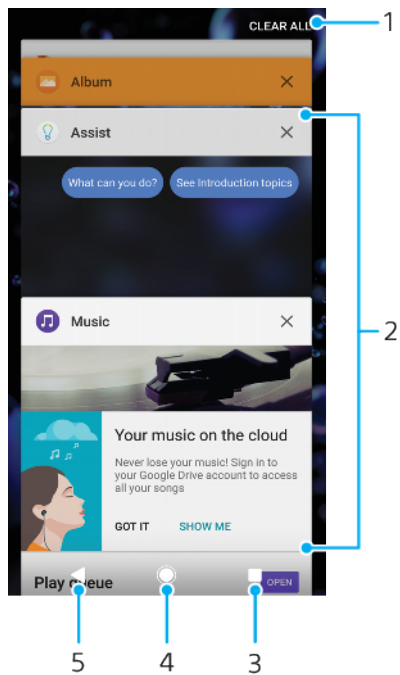 CLEAR ALL
1
Album
Assist
What can you do?
See Introduction topics
2
Music
Your music on the cloud
Never lose your music! Sign in to
your Google Drive account to access
all your songs
GOT IT
SHOW ME
Play queue
OPEN
5
4
3